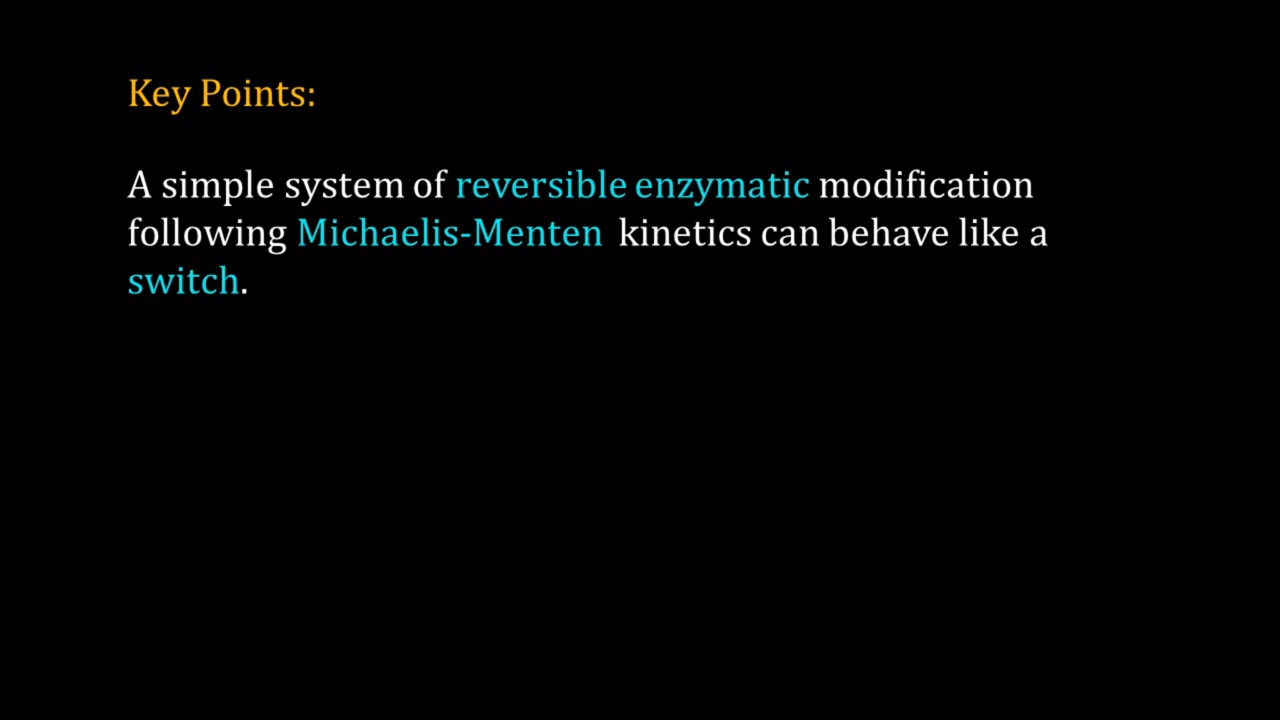 Key Points:
A simple system of reversible enzymatic modification
following Michaelis-Menten kinetics can behave like a
switch.